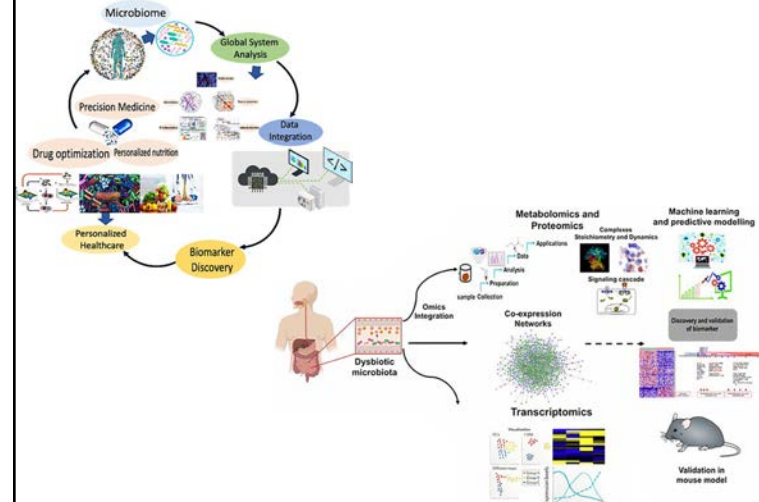 Microbiome
Global System
Analysis
Precision Medicine
Data
Integration
Drug optimization
Personalized nutrition
Personalized
Healthcare
Biomarker
Discovery
Metabolomics and
Proteomics
Applications
Data
Analysis
Preparation
sample Collection
Complexes
Stoichiometry and Dynamics
Signaling cascade
Machine learning
and predictive modelling
Omics
Integration
Dysbiotic
microbiota
Co-expression
Networks
Discovery and validation
of biomarker
Transcriptomics
Visualization
Validation in
mouse model